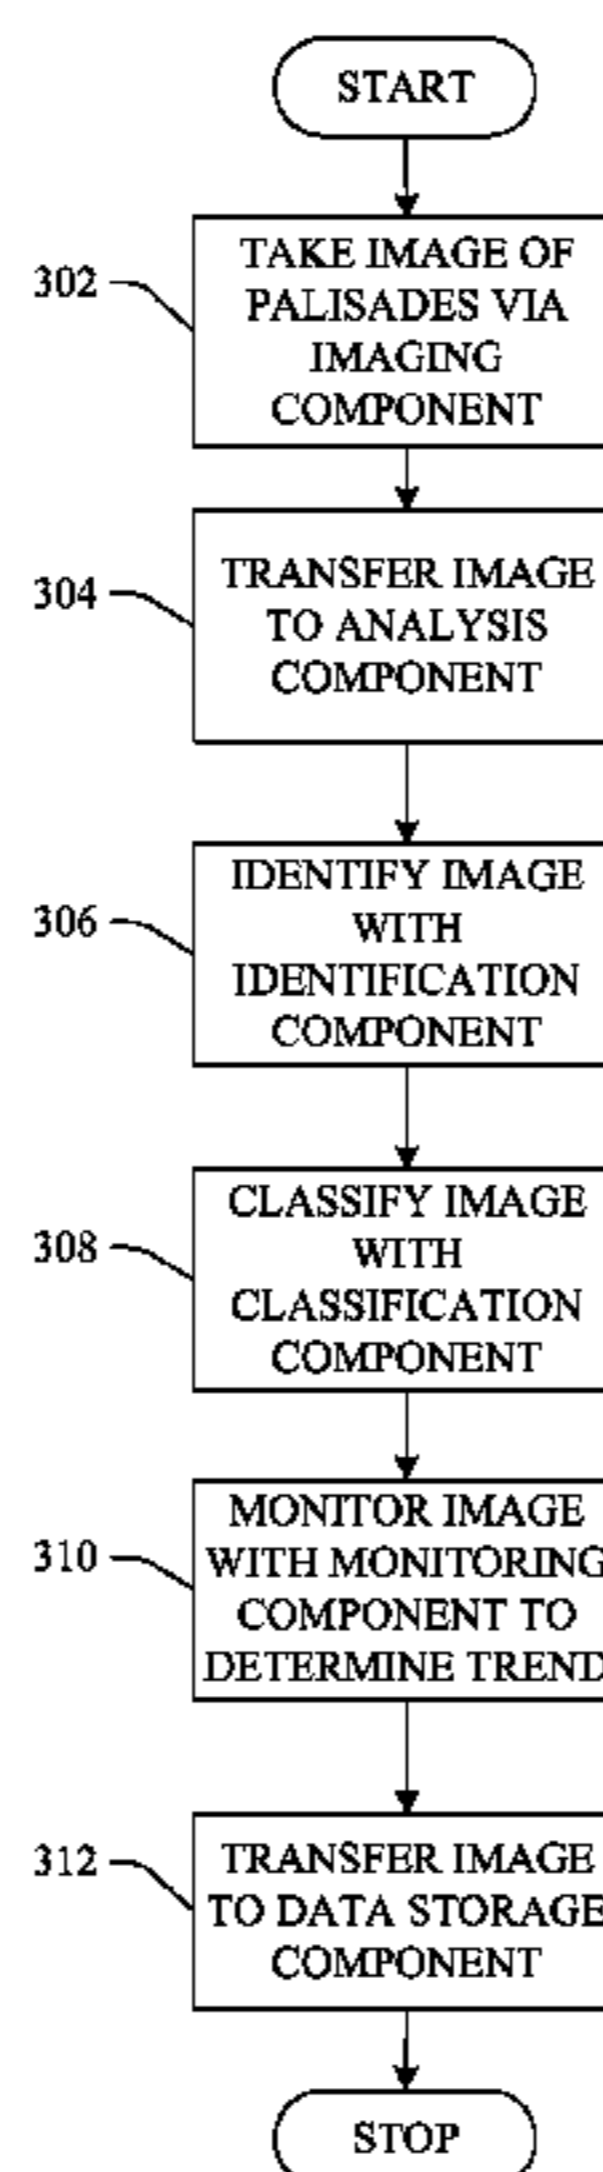 START
302
TAKE IMAGE OF
PALISADES VIA
IMAGING
COMPONENT
304
TRANSFER IMAGE
TO ANALYSIS
COMPONENT
306
IDENTIFY IMAGE
WITH
IDENTIFICATION
COMPONENT
308
CLASSIFY IMAGE
WITH
CLASSIFICATION
COMPONENT
310
MONITOR IMAGE
WITH MONITORING
COMPONENT TO
DETERMINE TREND
312
TRANSFER IMAGE
TO DATA STORAGE
COMPONENT
STOP